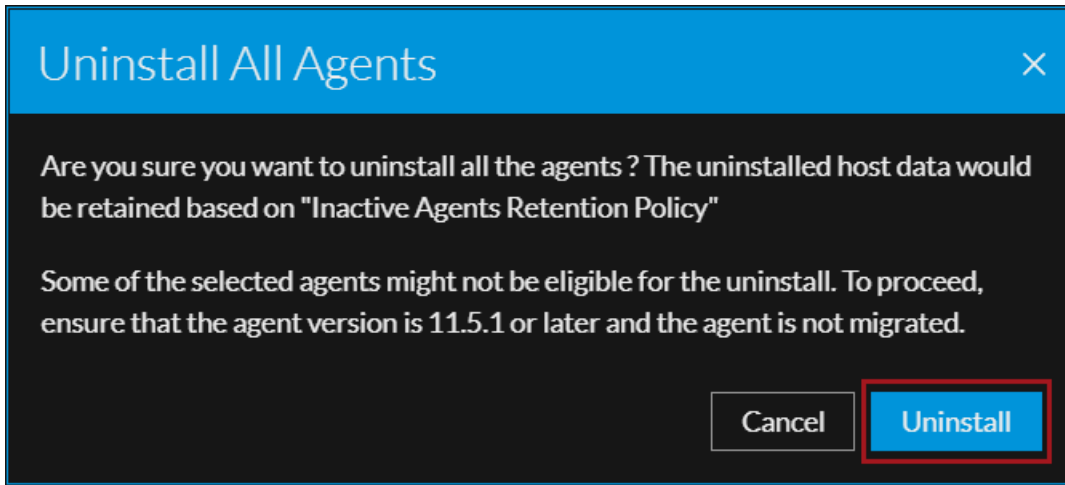 Uninstall All Agents
Are you sure you want to uninstall all the agents ? The uninstalled host data would
be retained based on "Inactive Agents Retention Policy"
Some of the selected agents might not be eligible for the uninstall. To proceed,
ensure that the agent version is 11.5.1 or later and the agent is not migrated.
Cancel Uninstall